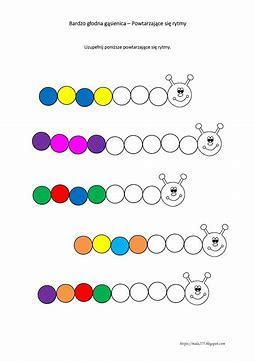 Bardzo głodna gąsienica – Powtarzające się rytmy
Uzupełnij poniższe powtarzające się rytmy.